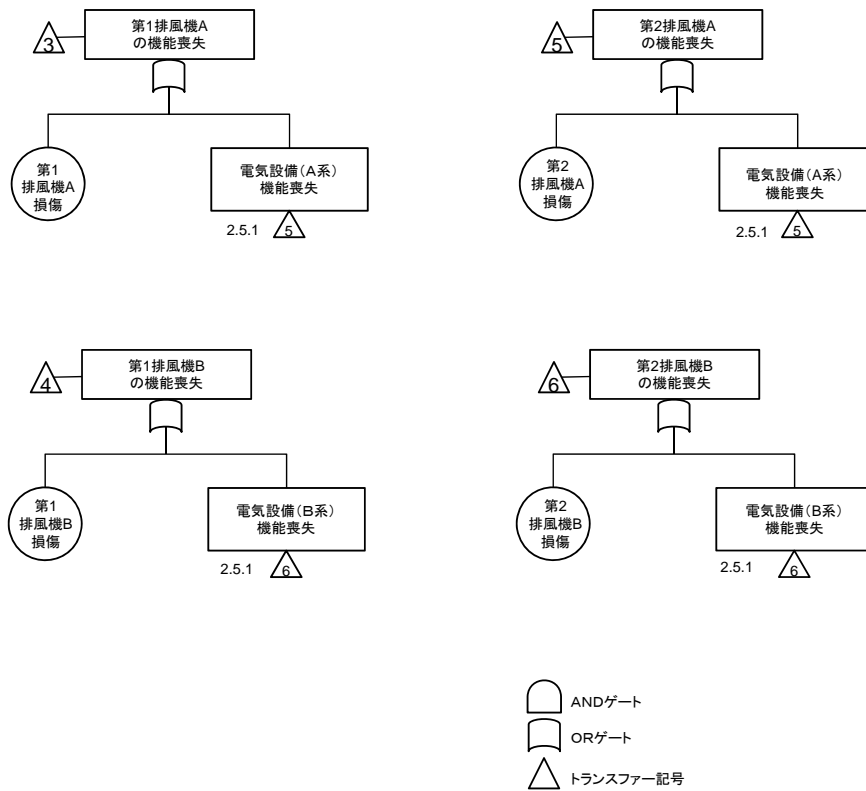 3
第1排風機A
の機能喪失
第1
排風機A
損傷
電気設備(A系)
機能喪失
2.5.1
5
5
第2排風機A
の機能喪失
第2
排風機A
損傷
電気設備(A系)
機能喪失
2.5.1
5
4
第1排風機B
の機能喪失
第1
排風機B
損傷
電気設備(B系)
機能喪失
2.5.1
6
6
第2排風機B
の機能喪失
第2
排風機B
損傷
電気設備(B系)
機能喪失
2.5.1
6
ANDゲート
ORゲート
トランスファー記号